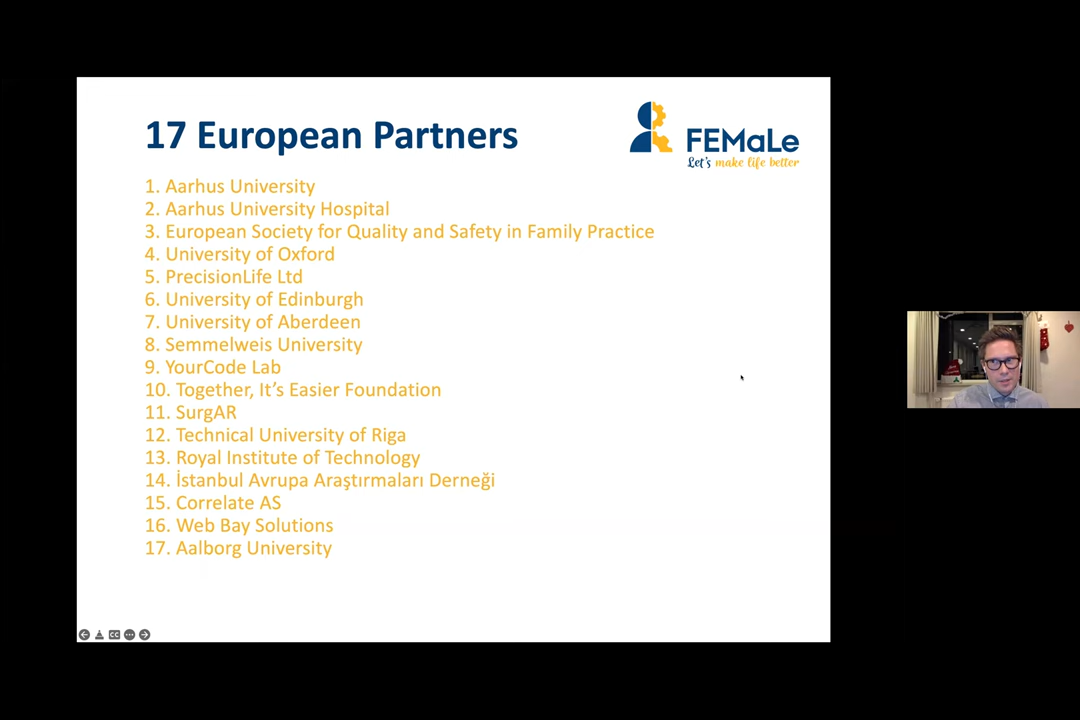 17 European Partners
FEMaLe
Let's make life better
1. Aarhus University
2. Aarhus University Hospital
3. European Society for Quality and Safety in Family Practice
4. University of Oxford
5. PrecisionLife Ltd
6. University of Edinburgh
7. University of Aberdeen
8. Semmelweis University
9. YourCode Lab
10. Together, It’s Easier Foundation
11. SurgAR
12. Technical University of Riga
13. Royal Institute of Technology
14. İstanbul Avrupa Araştırmaları Derneği
15. Correlate AS
16. Web Bay Solutions
17. Aalborg University
CC